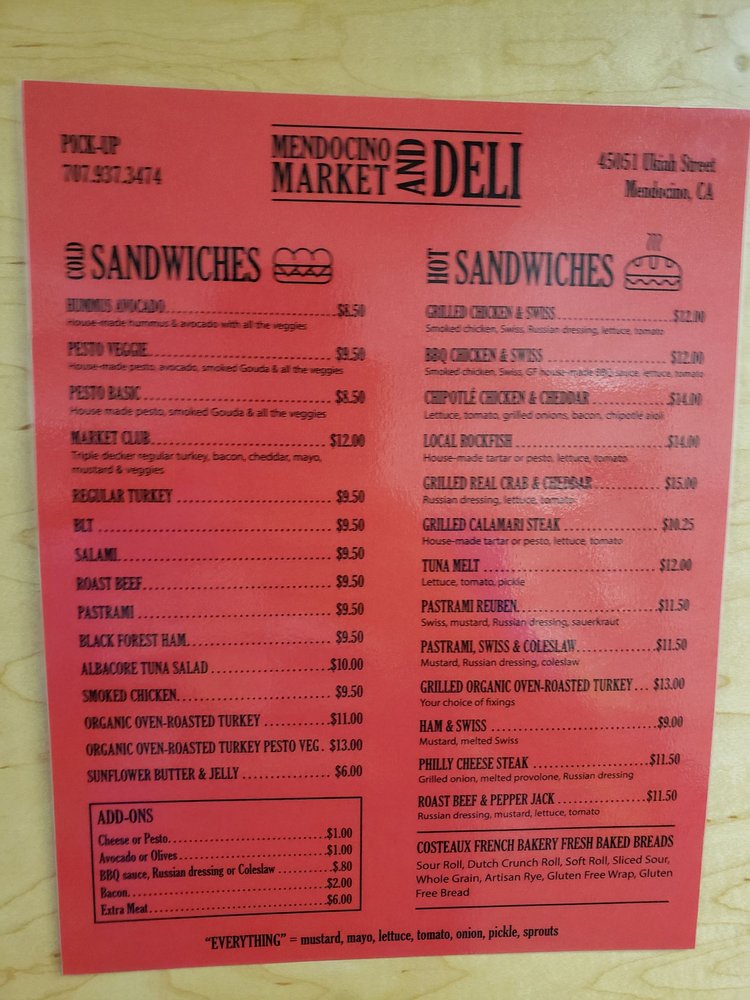 PICK-UP
707.937.3474
MENDOCINO
MARKET
AND
DELI
45051 Ukiah Street
Mendocino, CA
COLD
SANDWICHES
HUMMUS AVOCADO $8.50
House-made hummus & avocado with all the veggies
PESTO VEGGIE $9.50
House-made pesto, avocado, smoked Gouda & all the veggies
PESTO BASIC $8.50
House made pesto, smoked Gouda & all the veggies
MARKET CLUB $12.00
Triple decker regular turkey, bacon, cheddar, mayo,
mustard & veggies
REGULAR TURKEY $9.50
BLT $9.50
SALAMI $9.50
ROAST BEEF $9.50
PASTRAMI $9.50
BLACK FOREST HAM $9.50
ALBACORE TUNA SALAD $10.00
SMOKED CHICKEN $9.50
ORGANIC OVEN-ROASTED TURKEY $11.00
ORGANIC OVEN-ROASTED TURKEY PESTO VEG $13.00
SUNFLOWER BUTTER & JELLY $6.00
ADD-ONS
Cheese or Pesto $1.00
Avocado or Olives $1.00
BBQ sauce, Russian dressing or Coleslaw $.80
Bacon $2.00
Extra Meat $6.00
HOT
SANDWICHES
GRILLED CHICKEN & SWISS $12.00
Smoked chicken, Swiss, Russian dressing, lettuce, tomato
BBQ CHICKEN & SWISS $12.00
Smoked chicken, Swiss, GF house-made BBQ sauce, lettuce, tomato
CHIPOTLÉ CHICKEN & CHEDDAR $14.00
Lettuce, tomato, grilled onions, bacon, chipotle aioli
LOCAL ROCKFISH $14.00
House-made tartar or pesto, lettuce, tomato
GRILLED REAL CRAB & CHEDDAR $15.00
Russian dressing, lettuce, tomato
GRILLED CALAMARI STEAK $10.25
House-made tartar or pesto, lettuce, tomato
TUNA MELT $12.00
Lettuce, tomato, pickle
PASTRAMI REUBEN $11.50
Swiss, mustard, Russian dressing, sauerkraut
PASTRAMI, SWISS & COLESLAW $11.50
Mustard, Russian dressing, coleslaw
GRILLED ORGANIC OVEN-ROASTED TURKEY $13.00
Your choice of fixings
HAM & SWISS $9.00
Mustard, melted Swiss
PHILLY CHEESE STEAK $11.50
Grilled onion, melted provolone, Russian dressing
ROAST BEEF & PEPPER JACK $11.50
Russian dressing, mustard, lettuce, tomato
COSTEAUX FRENCH BAKERY FRESH BAKED BREADS
Sour Roll, Dutch Crunch Roll, Soft Roll, Sliced Sour,
Whole Grain, Artisan Rye, Gluten Free Wrap, Gluten
Free Bread
"EVERYTHING" = mustard, mayo, lettuce, tomato, onion, pickle, sprouts